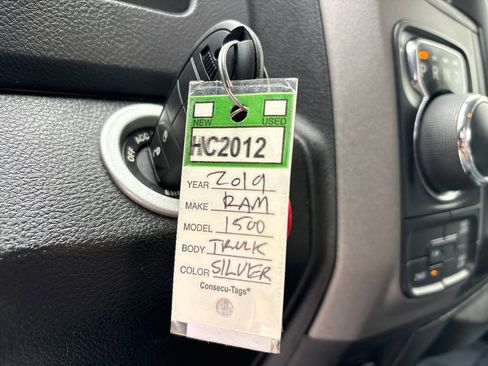 NEW USED
HC2012
YEAR 2019
MAKE RAM
MODEL 1500
BODY TRUCK
COLOR SILVER
Consecu-Tags®
OFF ACC
P R N D